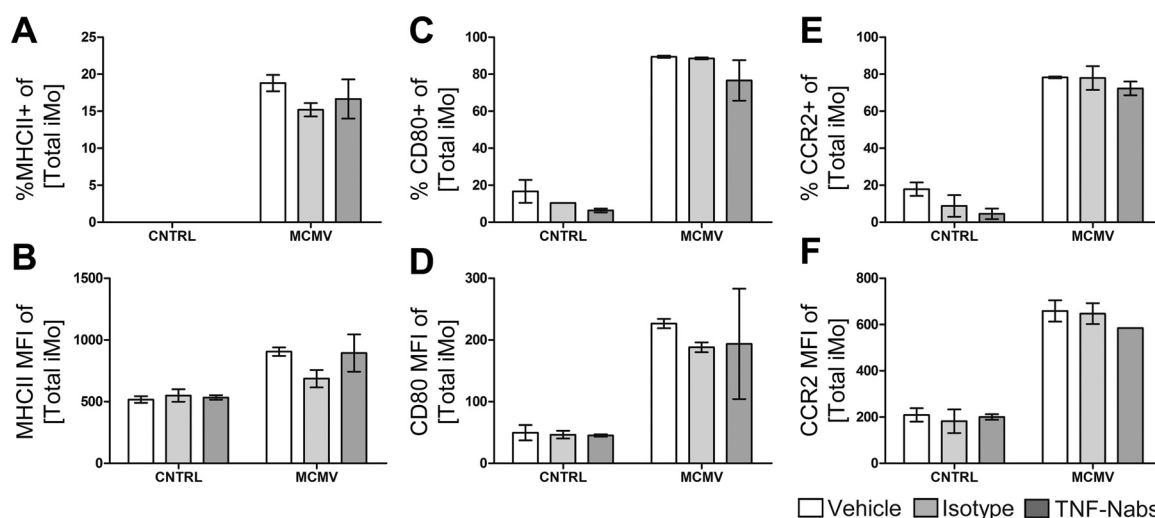 A
%MHCII+ of
[Total iMo]
25
20
15
10
5
0
CNTRL
MCMV
C
% CD80+ of
[Total iMo]
100
80
60
40
20
0
CNTRL
MCMV
E
% CCR2+ of
[Total iMo]
100
80
60
40
20
0
CNTRL
MCMV
B
MHCII MFI of
[Total iMo]
1500
1000
500
0
CNTRL
MCMV
D
CD80 MFI of
[Total iMo]
300
200
100
0
CNTRL
MCMV
F
CCR2 MFI of
[Total iMo]
800
600
400
200
0
CNTRL
MCMV
Vehicle Isotype TNF-Nabs